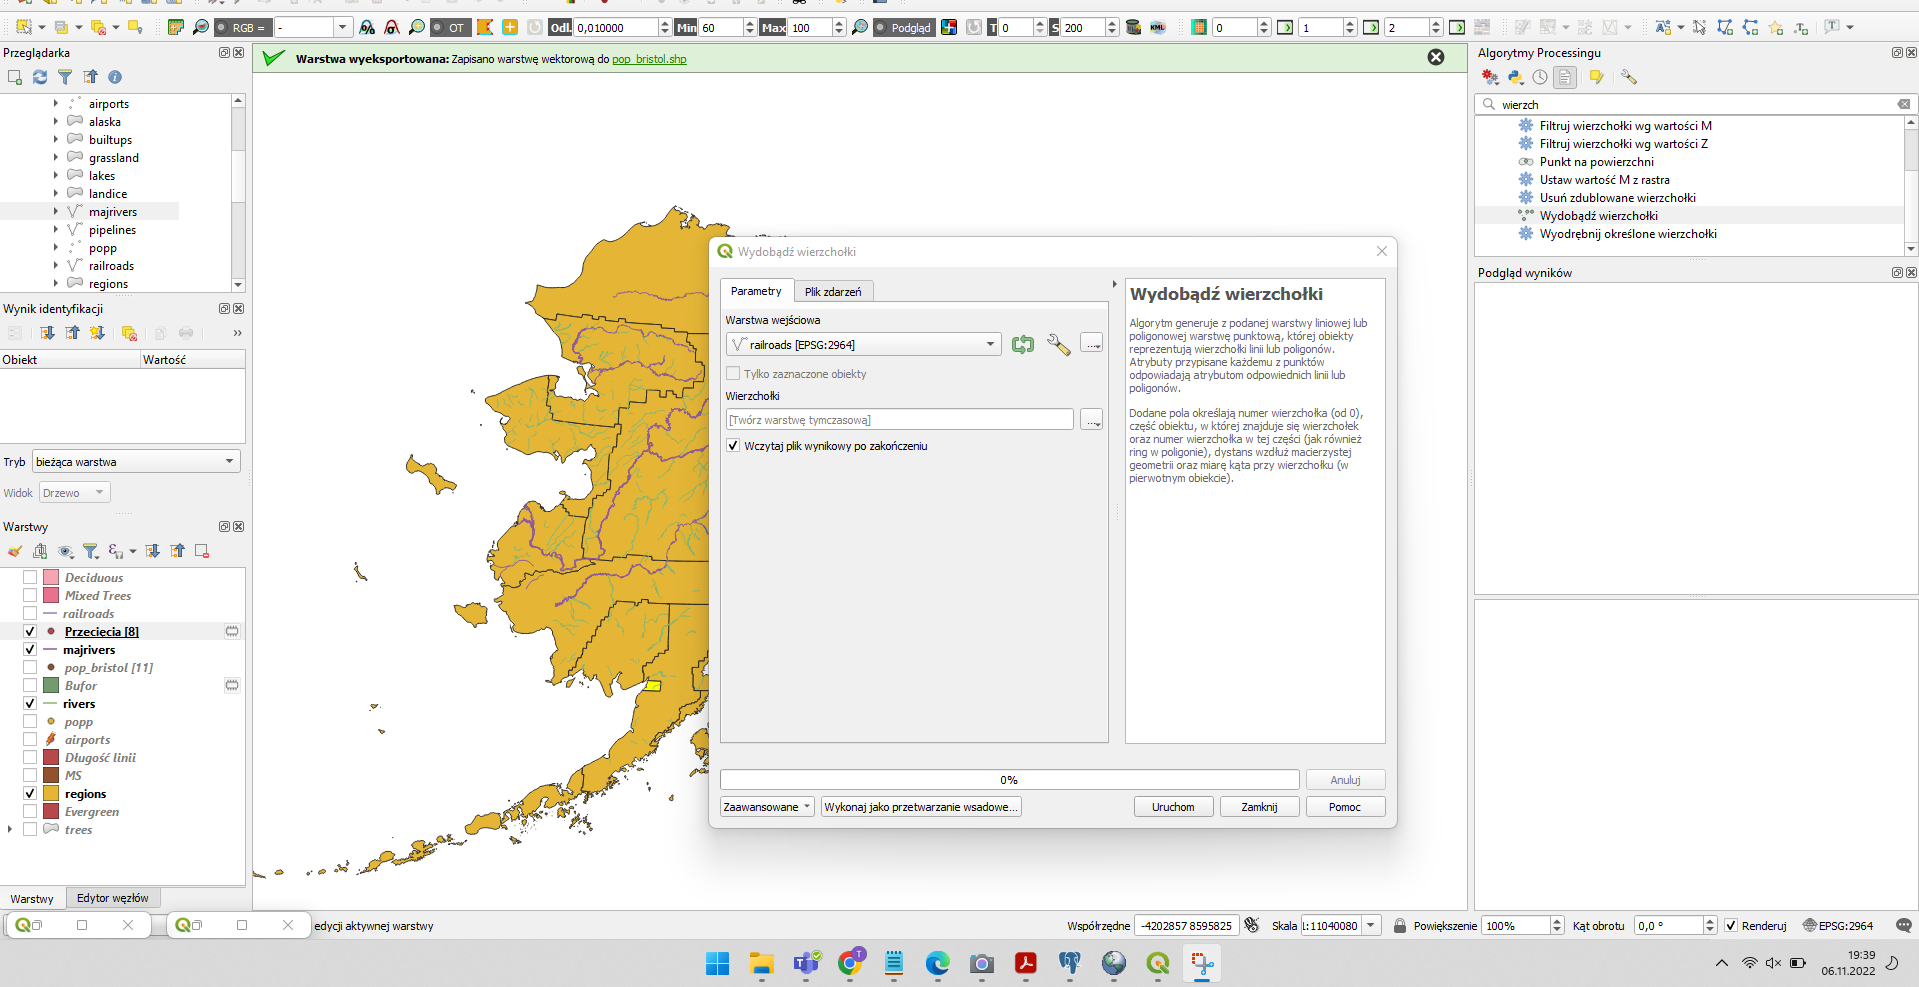 RGB =
-
OT
Odl.
0,010000
Min
60
Max
100
Podgląd
T
0
S
200
KML
0
1
2
Przeglądarka
airports
alaska
builtups
grassland
lakes
landice
majrivers
pipelines
popp
railroads
regions
Wynik identyfikacji
»
Obiekt
Wartość
Tryb
bieżąca warstwa
Widok
Drzewo
Warstwy
Deciduous
Mixed Trees
railroads
Przecięcia [8]
majrivers
pop_bristol [11]
Bufor
rivers
popp
airports
Długość linii
MS
regions
Evergreen
trees
Warstwy
Edytor węzłów
Warstwa wyeksportowana: Zapisano warstwę wektorową do pop_bristol.shp
Wydobądź wierzchołki
Parametry
Plik zdarzeń
Warstwa wejściowa
railroads [EPSG:2964]
...
Tylko zaznaczone obiekty
Wierzchołki
[Twórz warstwę tymczasową]
...
Wczytaj plik wynikowy po zakończeniu
Wydobądź wierzchołki
Algorytm generuje z podanej warstwy liniowej lub
poligonowej warstwę punktową, której obiekty
reprezentują wierzchołki linii lub poligonów.
Atrybuty przypisane każdemu z punktów
odpowiadają atrybutom odpowiednich linii lub
poligonów.
Dodane pola określają numer wierzchołka (od 0),
część obiektu, w której znajduje się wierzchołek
oraz numer wierzchołka w tej części (jak również
ring w poligonie), dystans wzdłuż macierzystej
geometrii oraz miarę kąta przy wierzchołku (w
pierwotnym obiekcie).
0%
Anuluj
Zaawansowane
Wykonaj jako przetwarzanie wsadowe...
Uruchom
Zamknij
Pomoc
Algorytmy Processingu
wierzch
Filtruj wierzchołki wg wartości M
Filtruj wierzchołki wg wartości Z
Punkt na powierzchni
Ustaw wartość M z rastra
Usuń zdublowane wierzchołki
Wydobądź wierzchołki
Wyodrębnij określone wierzchołki
Podgląd wyników
edycji aktywnej warstwy
Współrzędne
-4202857 8595825
Skala
1:11040080
Powiększenie
100%
Kąt obrotu
0,0 °
Renderuj
EPSG:2964
T
T
19:39
06.11.2022